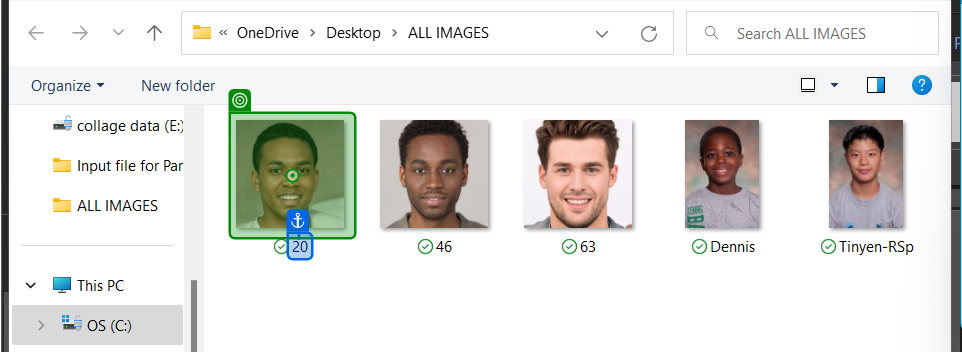 « OneDrive > Desktop > ALL IMAGES
Search ALL IMAGES
Organize
New folder
?
collage data (E:)
Input file for Par
ALL IMAGES
This PC
OS (C:)
20
46
63
Dennis
Tinyen-RSp
1986